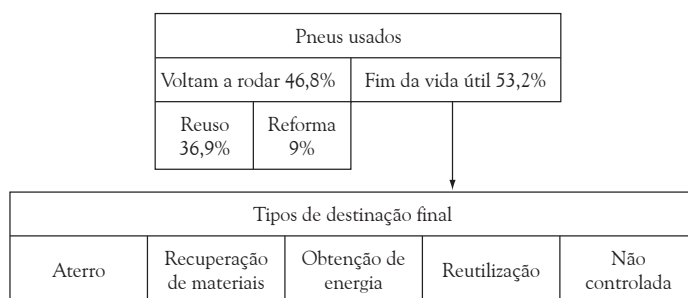 Pneus usados
Voltam a rodar 46,8%
Fim da vida útil 53,2%
Reuso
36,9%
Reforma
9%
Tipos de destinação final
Aterro
Recuperação
de materiais
Obtenção de
energia
Reutilização
Não
controlada